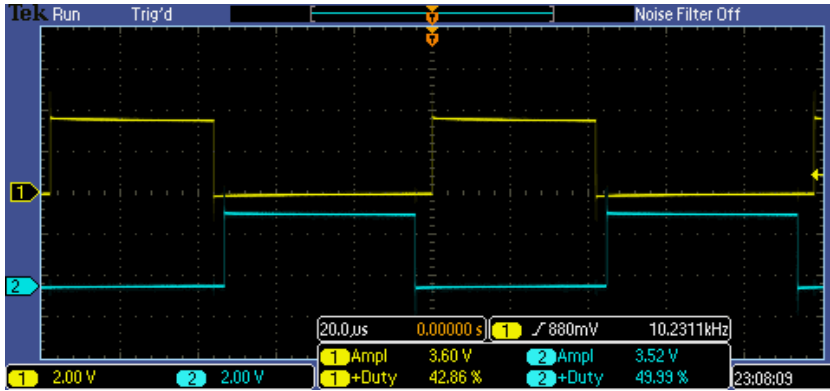 Tek Run Trig'd Noise Filter Off
T
T
1
2
20.0µs 0.00000 s 1 ∫ 880mV 10.2311kHz
1 Ampl 3.60 V 2 Ampl 3.52 V
1 2.00 V 2 2.00 V 1 +Duty 42.86 % 2 +Duty 49.99 % 23:08:09